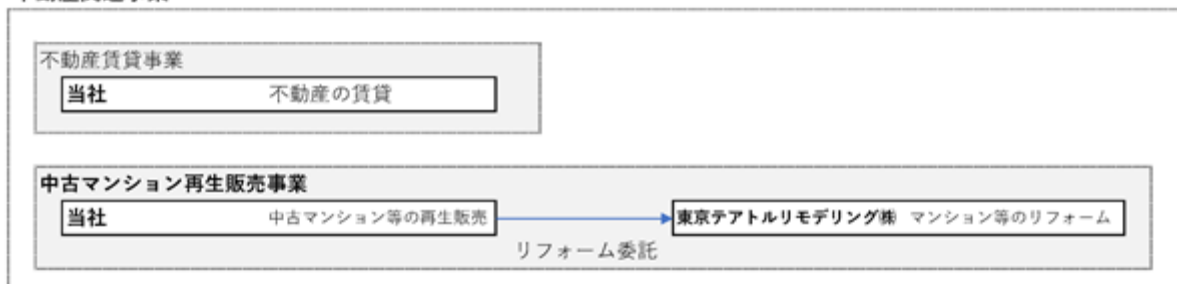 不動産賃貸事業
当社 不動産の賃貸
中古マンション再生販売事業
当社 中古マンション等の再生販売 東京テアトルリモデリング㈱ マンション等のリフォーム
リフォーム委託